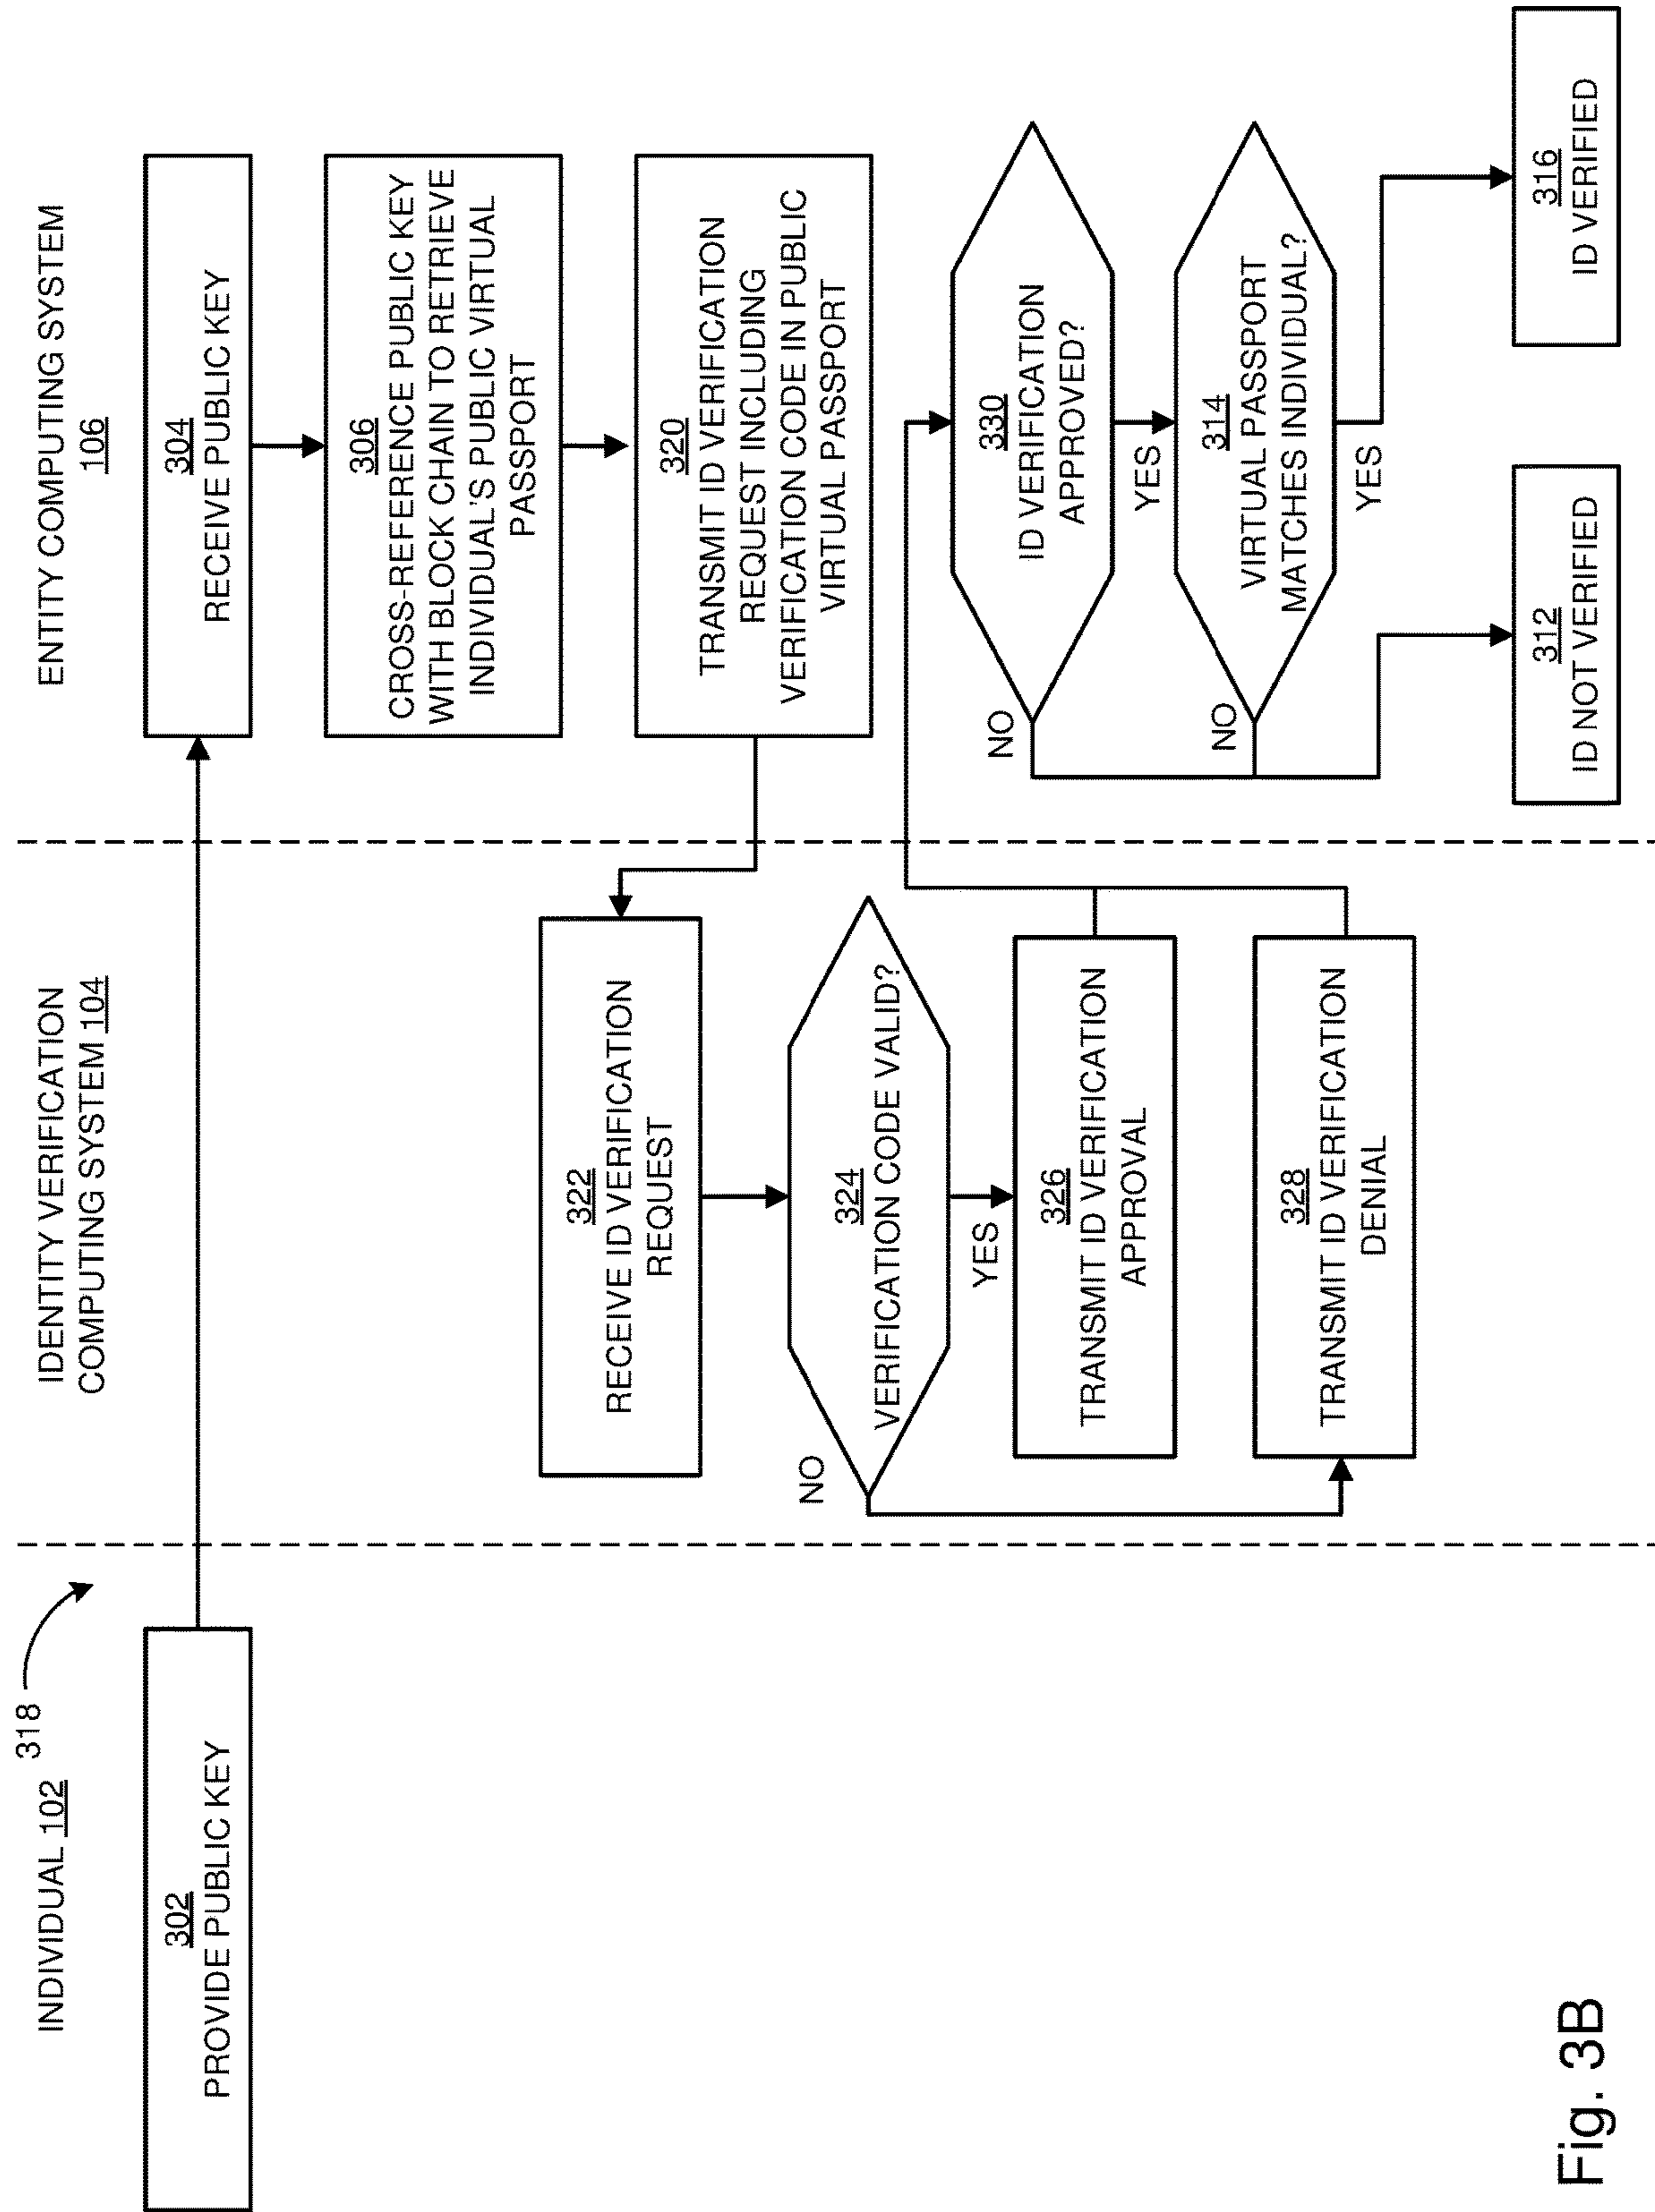 INDIVIDUAL 102
318
302
PROVIDE PUBLIC KEY
IDENTITY VERIFICATION
COMPUTING SYSTEM 104
322
RECEIVE ID VERIFICATION
REQUEST
324
VERIFICATION CODE VALID?
NO
YES
326
TRANSMIT ID VERIFICATION
APPROVAL
328
TRANSMIT ID VERIFICATION
DENIAL
ENTITY COMPUTING SYSTEM
106
304
RECEIVE PUBLIC KEY
306
CROSS-REFERENCE PUBLIC KEY
WITH BLOCK CHAIN TO RETRIEVE
INDIVIDUAL'S PUBLIC VIRTUAL
PASSPORT
320
TRANSMIT ID VERIFICATION
REQUEST INCLUDING
VERIFICATION CODE IN PUBLIC
VIRTUAL PASSPORT
330
ID VERIFICATION
APPROVED?
NO
YES
314
VIRTUAL PASSPORT
MATCHES INDIVIDUAL?
NO
YES
312
ID NOT VERIFIED
316
ID VERIFIED
Fig. 3B